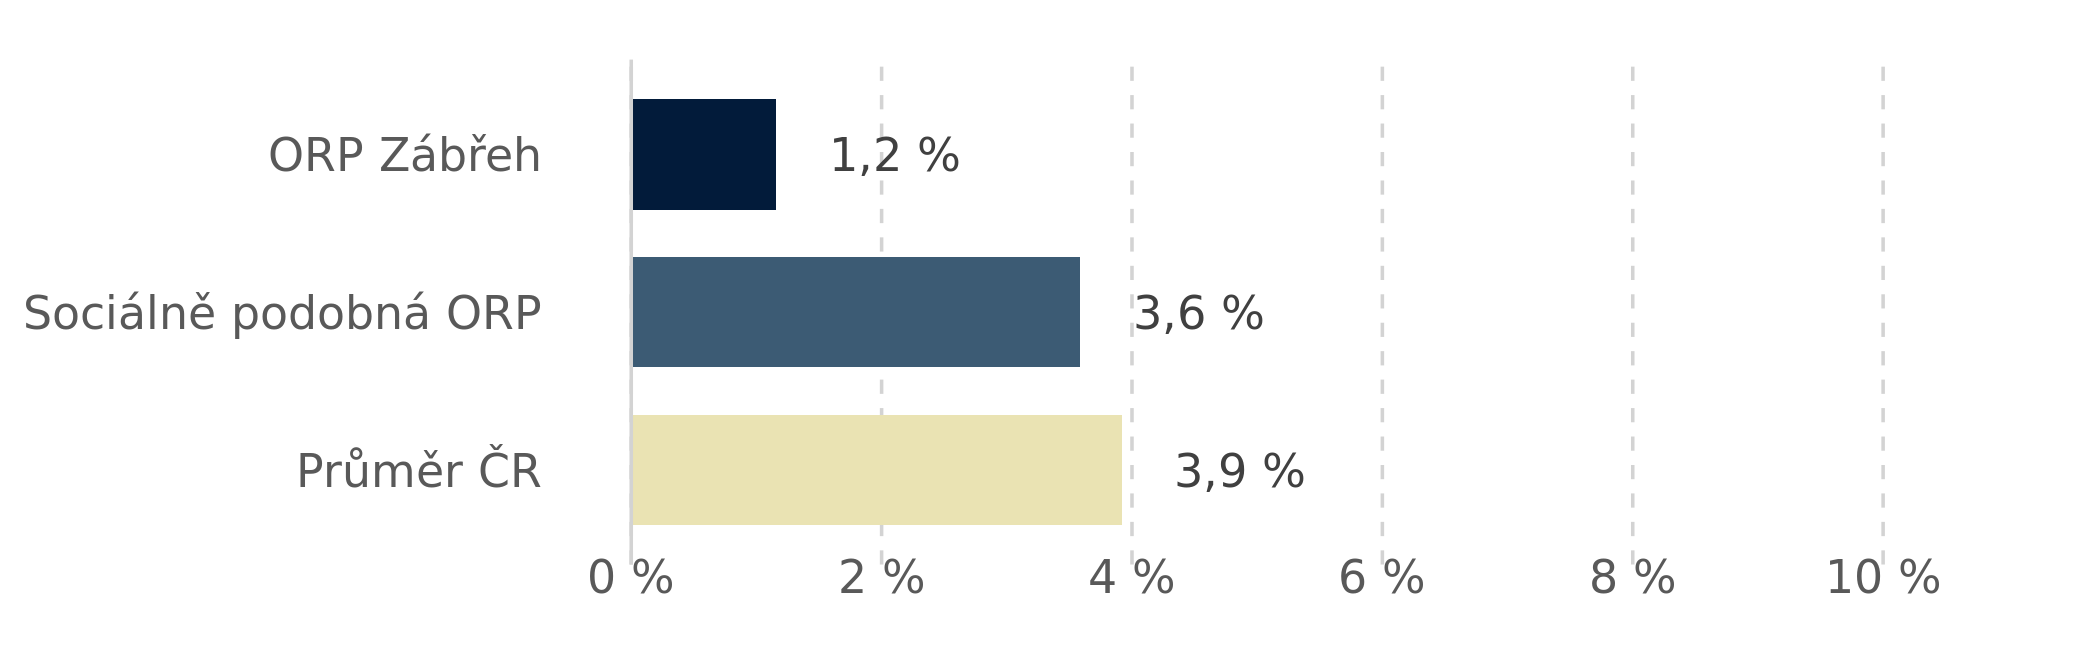 ORP Zábřeh
1,2 %
Sociálně podobná ORP
3,6 %
Průměr ČR
3,9 %
0 % 2 % 4 % 6 % 8 % 10 %